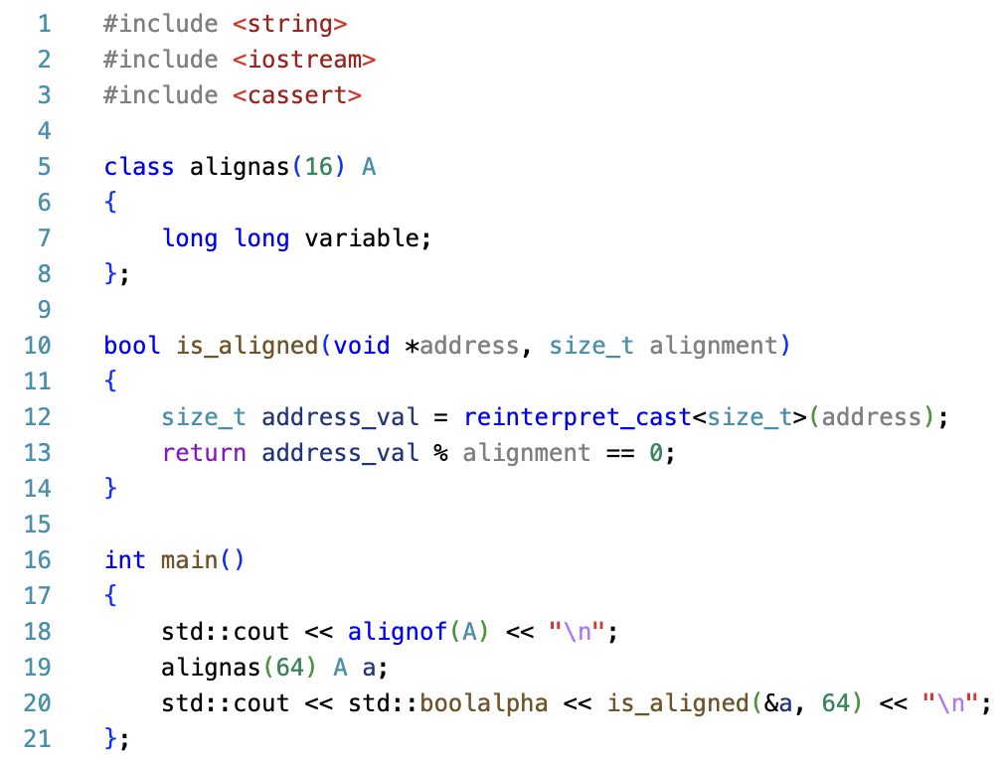 1 #include <string>
2 #include <iostream>
3 #include <cassert>
4
5 class alignas(16) A
6 {
7     long long variable;
8 };
9
10 bool is_aligned(void *address, size_t alignment)
11 {
12     size_t address_val = reinterpret_cast<size_t>(address);
13     return address_val % alignment == 0;
14 }
15
16 int main()
17 {
18     std::cout << alignof(A) << "\n";
19     alignas(64) A a;
20     std::cout << std::boolalpha << is_aligned(&a, 64) << "\n";
21 };